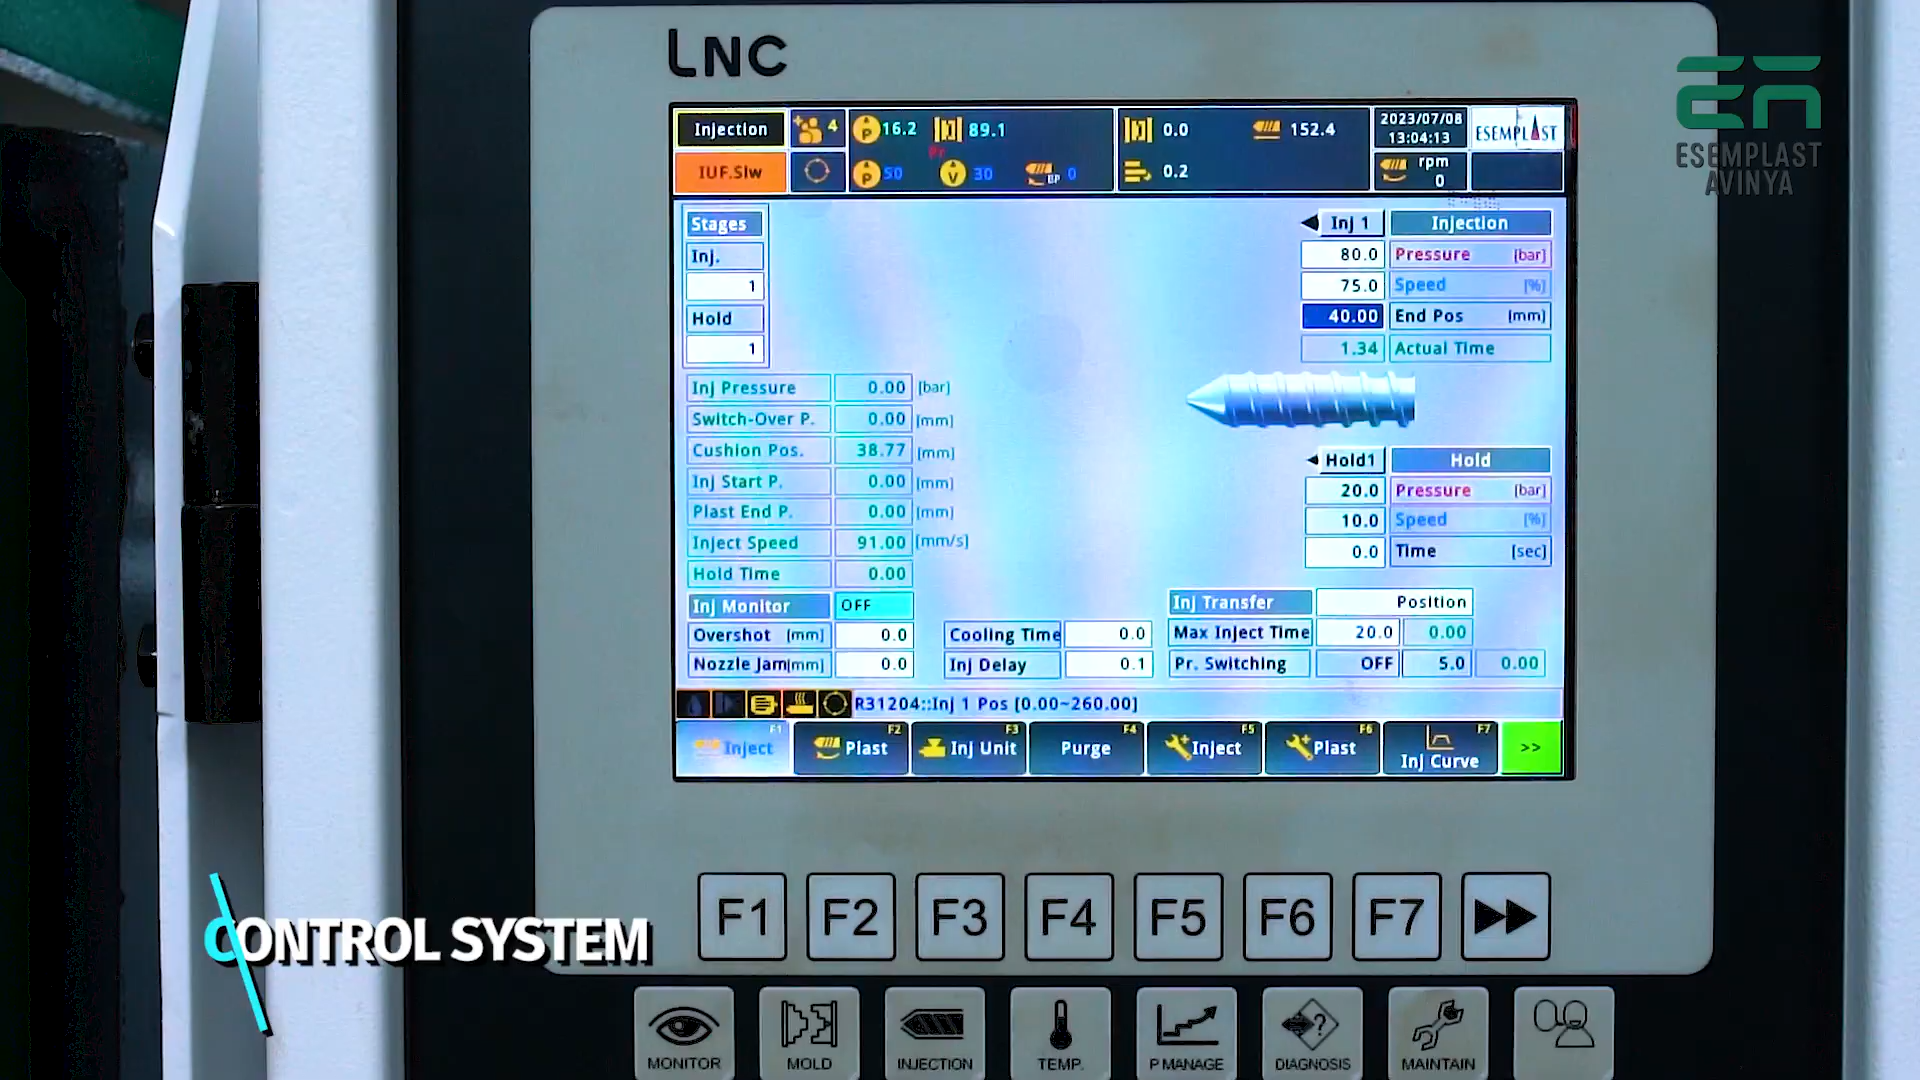 LNC
EN
ESEMPLAST
AVINYA
Injection 4 16.2 89.1 0.0 152.4 2023/07/08
13:04:13 ESEMPLAST
IUF.Slw P 50 V 30 BP 0 0.2 rpm
0
Stages
Inj.
1
Hold
1
Inj 1 Injection
80.0 Pressure [bar]
75.0 Speed [%]
40.00 End Pos [mm]
1.34 Actual Time
Inj Pressure 0.00 [bar]
Switch-Over P. 0.00 [mm]
Cushion Pos. 38.77 [mm]
Inj Start P. 0.00 [mm]
Plast End P. 0.00 [mm]
Inject Speed 91.00 [mm/s]
Hold Time 0.00
Hold1 Hold
20.0 Pressure [bar]
10.0 Speed [%]
0.0 Time [sec]
Inj Monitor OFF
Overshot [mm] 0.0
Nozzle Jam[mm] 0.0
Cooling Time 0.0
Inj Delay 0.1
Inj Transfer Position
Max Inject Time 20.0 0.00
Pr. Switching OFF 5.0 0.00
R31204::Inj 1 Pos [0.00~260.00]
F1 Inject F2 Plast F3 Inj Unit F4 Purge F5 Inject F6 Plast F7 Inj Curve >>
F1 F2 F3 F4 F5 F6 F7
CONTROL SYSTEM
MONITOR MOLD INJECTION TEMP. P MANAGE DIAGNOSIS MAINTAIN